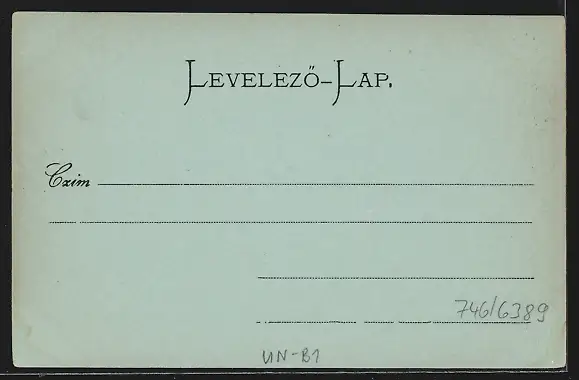 LEVELEZŐ-LAP.
Czim
746/6389
UN-B1